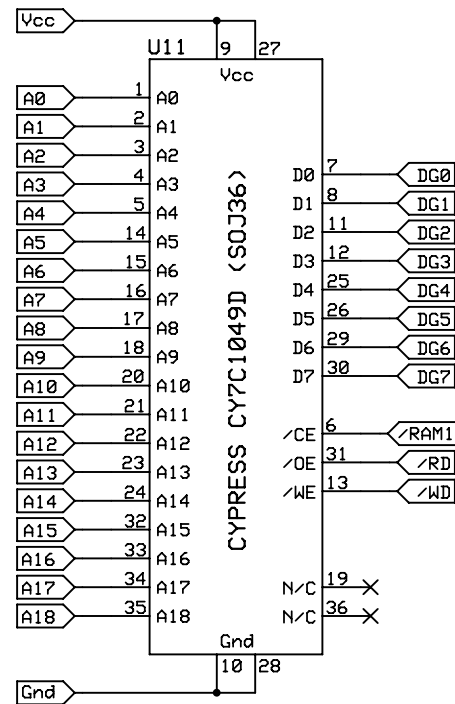 Vcc
U11 9 27
Vcc
A0 1 A0
A1 2 A1
A2 3 A2
A3 4 A3
A4 5 A4
A5 14 A5
A6 15 A6
A7 16 A7
A8 17 A8
A9 18 A9
A10 20 A10
A11 21 A11
A12 22 A12
A13 23 A13
A14 24 A14
A15 32 A15
A16 33 A16
A17 34 A17
A18 35 A18
CYPRESS CY7C1049D (SOJ36)
D0 7 DG0
D1 8 DG1
D2 11 DG2
D3 12 DG3
D4 25 DG4
D5 26 DG5
D6 29 DG6
D7 30 DG7
/CE 6 /RAM1
/OE 31 /RD
/WE 13 /WD
N/C 19
N/C 36
Gnd
10 28
Gnd